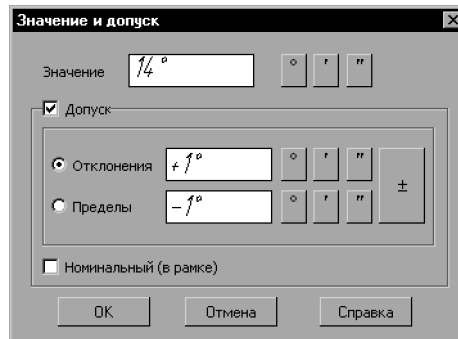 Значение и допуск
Значение 14° ° ' "
Допуск
Отклонения +1° ° ' "
±
Пределы -1° ° ' "
Номинальный (в рамке)
OK Отмена Справка